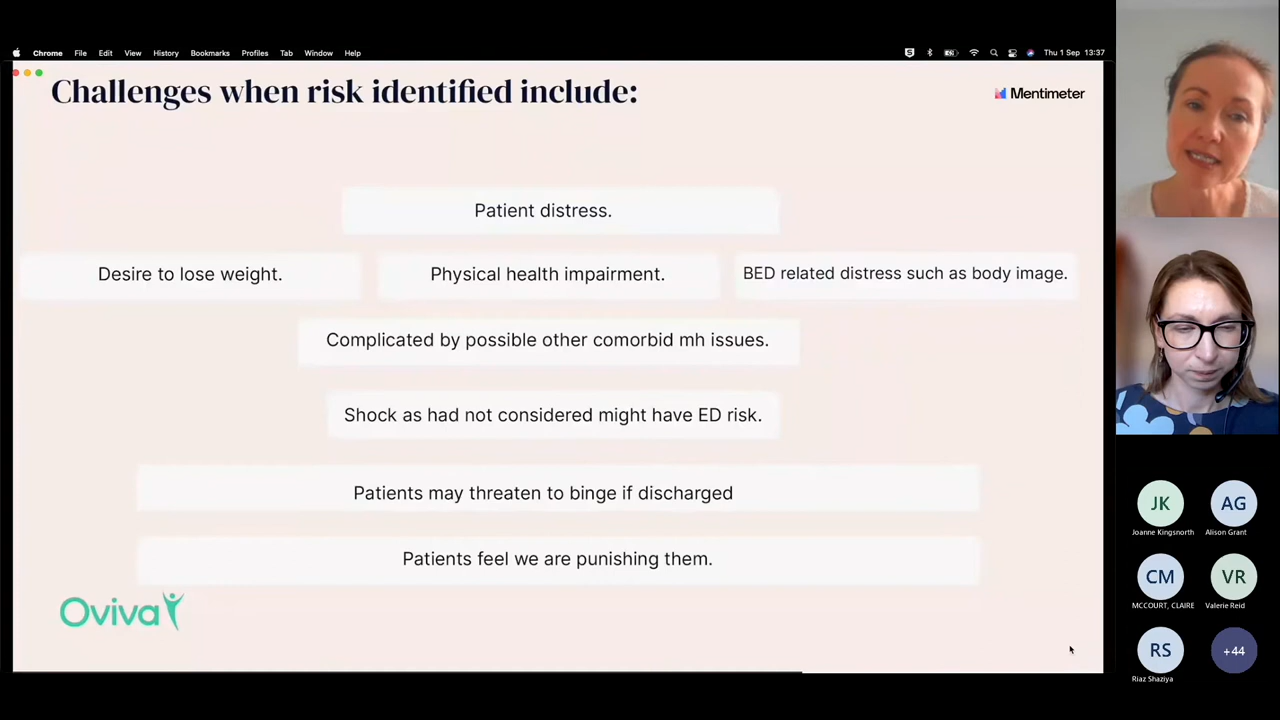 Chrome File Edit View History Bookmarks Profiles Tab Window Help
Thu 1 Sep 13:37
Challenges when risk identified include:
Mentimeter
Patient distress.
Desire to lose weight.
Physical health impairment.
BED related distress such as body image.
Complicated by possible other comorbid mh issues.
Shock as had not considered might have ED risk.
Patients may threaten to binge if discharged
Patients feel we are punishing them.
Oviva
JK
Joanne Kingsnorth
AG
Alison Grant
CM
MCCOURT, CLAIRE
VR
Valerie Reid
RS
Riaz Shaziya
+44